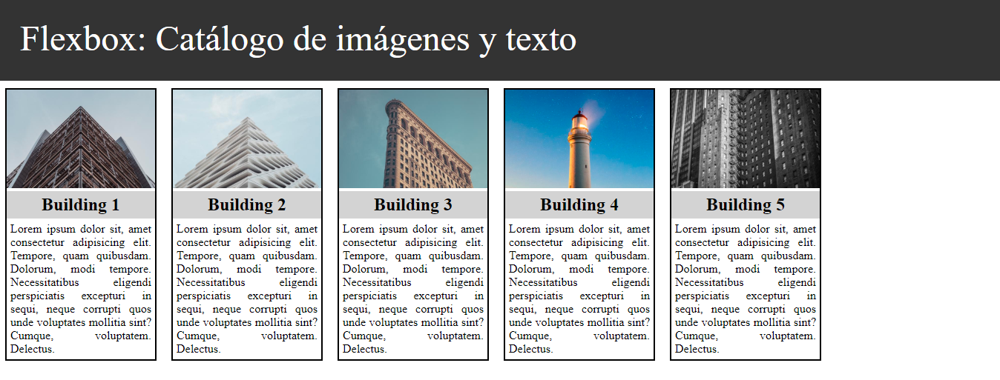 Flexbox: Catálogo de imágenes y texto
Building 1
Lorem ipsum dolor sit, amet
consectetur adipisicing elit.
Tempore, quam quibusdam.
Dolorum, modi tempore.
Necessitatibus eligendi
perspiciatis excepturi in
sequi, neque corrupti quos
unde voluptates mollitia sint?
Cumque, voluptatem.
Delectus.
Building 2
Lorem ipsum dolor sit, amet
consectetur adipisicing elit.
Tempore, quam quibusdam.
Dolorum, modi tempore.
Necessitatibus eligendi
perspiciatis excepturi in
sequi, neque corrupti quos
unde voluptates mollitia sint?
Cumque, voluptatem.
Delectus.
Building 3
Lorem ipsum dolor sit, amet
consectetur adipisicing elit.
Tempore, quam quibusdam.
Dolorum, modi tempore.
Necessitatibus eligendi
perspiciatis excepturi in
sequi, neque corrupti quos
unde voluptates mollitia sint?
Cumque, voluptatem.
Delectus.
Building 4
Lorem ipsum dolor sit, amet
consectetur adipisicing elit.
Tempore, quam quibusdam.
Dolorum, modi tempore.
Necessitatibus eligendi
perspiciatis excepturi in
sequi, neque corrupti quos
unde voluptates mollitia sint?
Cumque, voluptatem.
Delectus.
Building 5
Lorem ipsum dolor sit, amet
consectetur adipisicing elit.
Tempore, quam quibusdam.
Dolorum, modi tempore.
Necessitatibus eligendi
perspiciatis excepturi in
sequi, neque corrupti quos
unde voluptates mollitia sint?
Cumque, voluptatem.
Delectus.